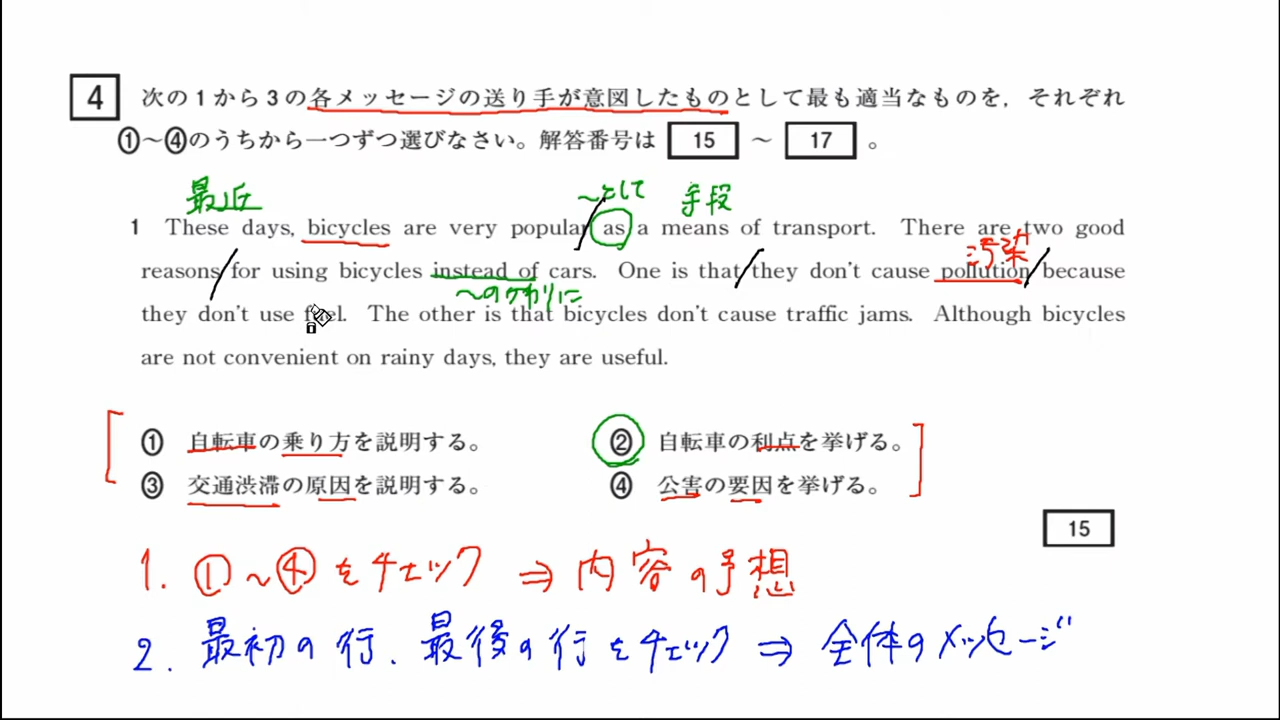 4 次の1から3の各メッセージの送り手が意図したものとして最も適当なものを、それぞれ
①～④のうちから一つずつ選びなさい。解答番号は 15 ～ 17 。
最近 ～として 手段
1 These days, bicycles are very popular as a means of transport. There are two good
汚染
reasons for using bicycles instead of cars. One is that they don't cause pollution because
～のかわりに
they don't use fuel. The other is that bicycles don't cause traffic jams. Although bicycles
are not convenient on rainy days, they are useful.
① 自転車の乗り方を説明する。 ② 自転車の利点を挙げる。
③ 交通渋滞の原因を説明する。 ④ 公害の要因を挙げる。
15
1. ①～④をチェック ⇒ 内容の予想
2. 最初の行、最後の行をチェック ⇒ 全体のメッセージ